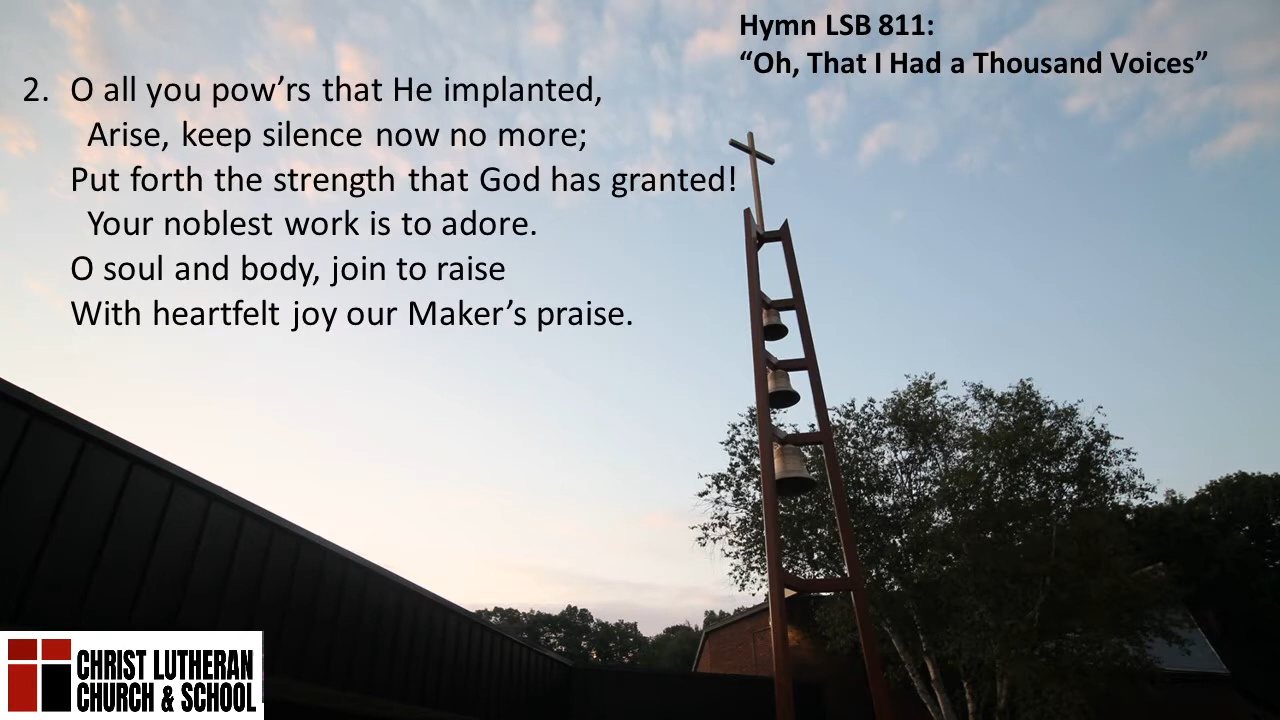 Hymn LSB 811:
“Oh, That I Had a Thousand Voices”
2. O all you pow’rs that He implanted,
Arise, keep silence now no more;
Put forth the strength that God has granted!
Your noblest work is to adore.
O soul and body, join to raise
With heartfelt joy our Maker’s praise.
CHRIST LUTHERAN
CHURCH & SCHOOL